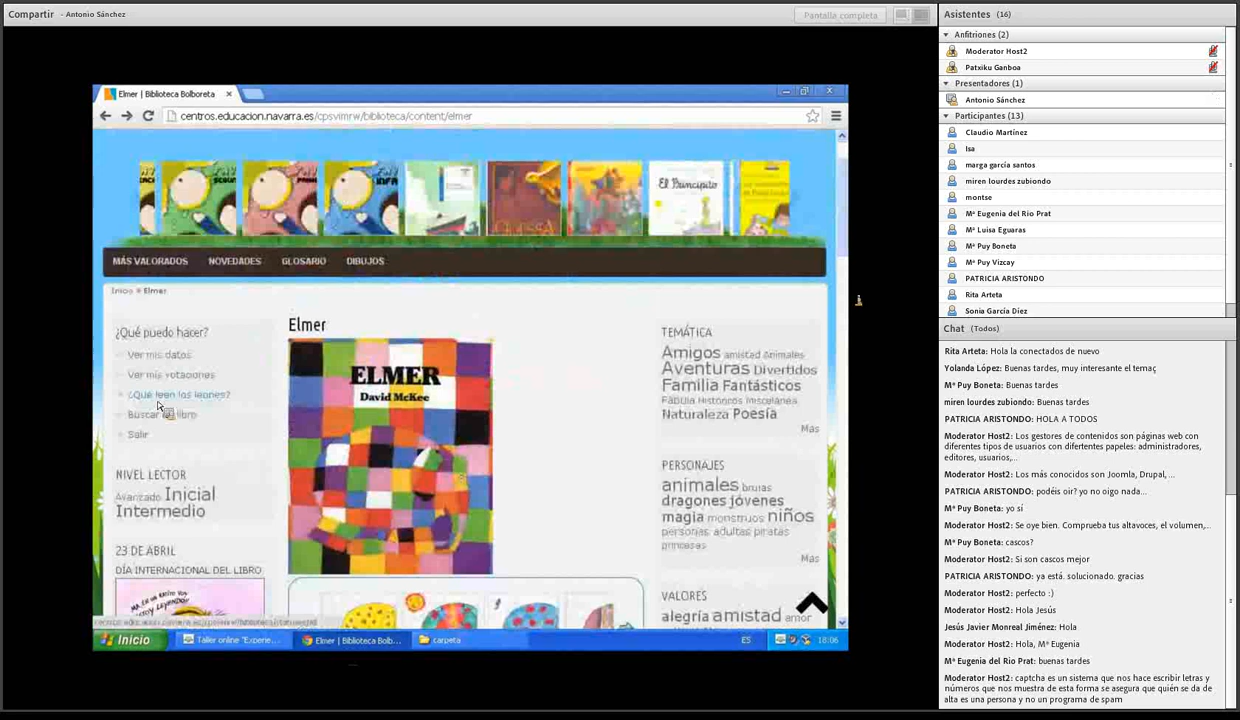 Compartir - Antonio Sánchez
Pantalla completa
Elmer | Biblioteca Bolboreta
centros.educacion.navarra.es/cpsvimrw/biblioteca/content/elmer
El Principito
MÁS VALORADOS NOVEDADES GLOSARIO DIBUJOS
Inicio » Elmer
¿Qué puedo hacer?
Ver mis datos
Ver mis votaciones
¿Qué leen los leones?
Buscar libro
Salir
NIVEL LECTOR
Avanzado Inicial
Intermedio
23 DE ABRIL
DÍA INTERNACIONAL DEL LIBRO
Elmer
ELMER
David McKee
TEMÁTICA
Amigos amistad Animales
Aventuras Divertidos
Familia Fantásticos
Fábula Históricos miscelánea
Naturaleza Poesía
Más
PERSONAJES
animales brujas
dragones jóvenes
magia monstruos niños
personas adultas piratas
princesas
Más
VALORES
alegría amistad amor
Inicio
Taller online "Experie...
Elmer | Biblioteca Bolb...
carpeta
ES
18:06
Asistentes (16)
Anfitriones (2)
Moderator Host2
Patxiku Ganboa
Presentadores (1)
Antonio Sánchez
Participantes (13)
Claudio Martínez
Isa
marga garcía santos
miren lourdes zubiondo
montse
Mª Eugenia del Rio Prat
Mª Luisa Eguaras
Mª Puy Boneta
Mª Puy Vizcay
PATRICIA ARISTONDO
Rita Arteta
Sonia García Díez
Chat (Todos)
Rita Arteta: Hola la conectados de nuevo
Yolanda López: Buenas tardes, muy interesante el temaç
Mª Puy Boneta: Buenas tardes
miren lourdes zubiondo: Buenas tardes
PATRICIA ARISTONDO: HOLA A TODOS
Moderator Host2: Los gestores de contenidos son páginas web con
diferentes tipos de usuarios con difertentes papeles: administradores,
editores, usuarios,...
Moderator Host2: Los más conocidos son Joomla, Drupal, ...
PATRICIA ARISTONDO: podéis oir? yo no oigo nada...
Mª Puy Boneta: yo sí
Moderator Host2: Se oye bien. Comprueba tus altavoces, el volumen,..
Mª Puy Boneta: cascos?
Moderator Host2: Si son cascos mejor
PATRICIA ARISTONDO: ya está. solucionado. gracias
Moderator Host2: perfecto :)
Moderator Host2: Hola Jesús
Jesús Javier Monreal Jiménez: Hola
Moderator Host2: Hola, Mª Eugenia
Mª Eugenia del Rio Prat: buenas tardes
Moderator Host2: captcha es un sistema que nos hace escribir letras y
números que nos muestra de esta forma se asegura que quién se da de
alta es una persona y no un programa de spam